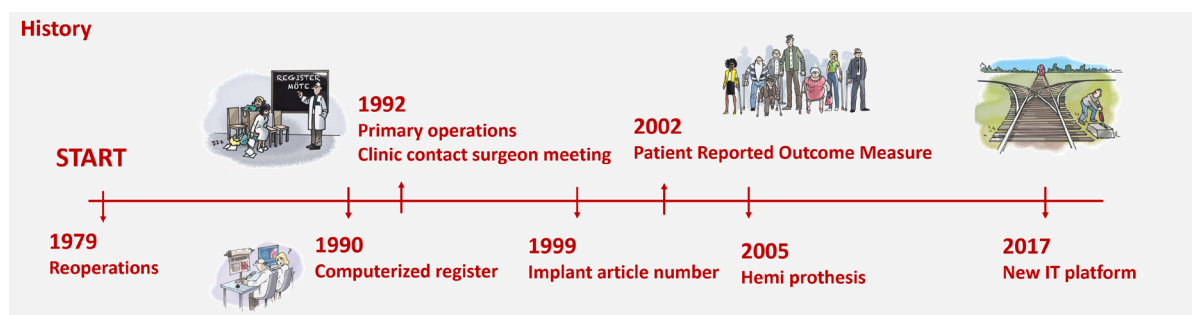 History
REGISTER
MÖTE
START
1979
Reoperations
1990
Computerized register
1992
Primary operations
Clinic contact surgeon meeting
1999
Implant article number
2002
Patient Reported Outcome Measure
2005
Hemi prothesis
2017
New IT platform